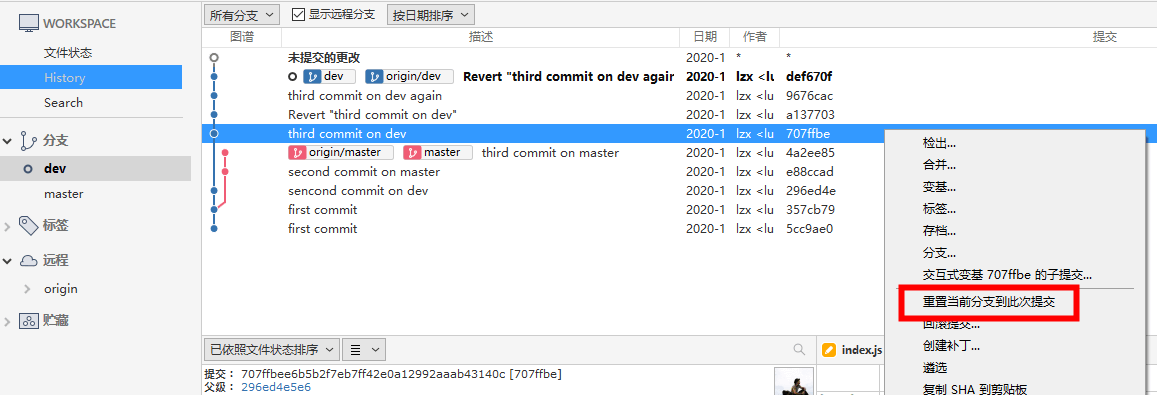 WORKSPACE
文件状态
History
Search
分支
dev
master
标签
远程
origin
贮藏
所有分支 显示远程分支 按日期排序
图谱 描述 日期 作者 提交
未提交的更改 2020-1 * *
dev origin/dev Revert "third commit on dev again 2020-1 lzx <lu def670f
third commit on dev again 2020-1 lzx <lu 9676cac
Revert "third commit on dev" 2020-1 lzx <lu a137703
third commit on dev 2020-1 lzx <lu 707ffbe
origin/master master third commit on master 2020-1 lzx <lu 4a2ee85
second commit on master 2020-1 lzx <lu e88ccad
sencond commit on dev 2020-1 lzx <lu 296ed4e
first commit 2020-1 lzx <lu 357cb79
first commit 2020-1 lzx <lu 5cc9ae0
检出...
合并...
变基...
标签...
存档...
分支...
交互式变基 707ffbe 的子提交...
重置当前分支到此次提交
回滚提交...
创建补丁...
遴选
复制 SHA 到剪贴板
已依照文件状态排序
index.js
提交： 707ffbee6b5b2f7eb7ff42e0a12992aaab43140c [707ffbe]
父级： 296ed4e5e6